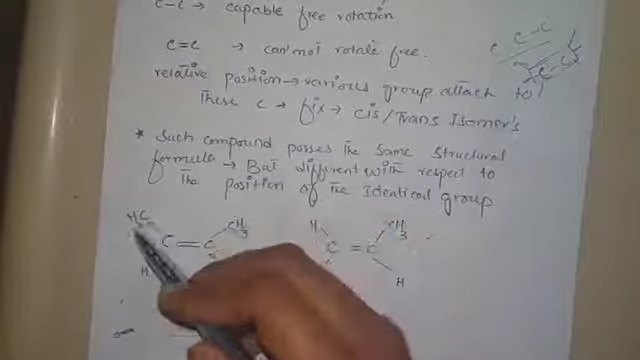 C-C → capable free rotation
C=C → can'not rotate free.
relative position → various group attach to
These C → fix → cis/Trans Isomer's
* Such compound posses the same structural
formula → But different with respect to
the position of the Identical group
C C-C
H3C CH3 H CH3
C = C C = C
H H